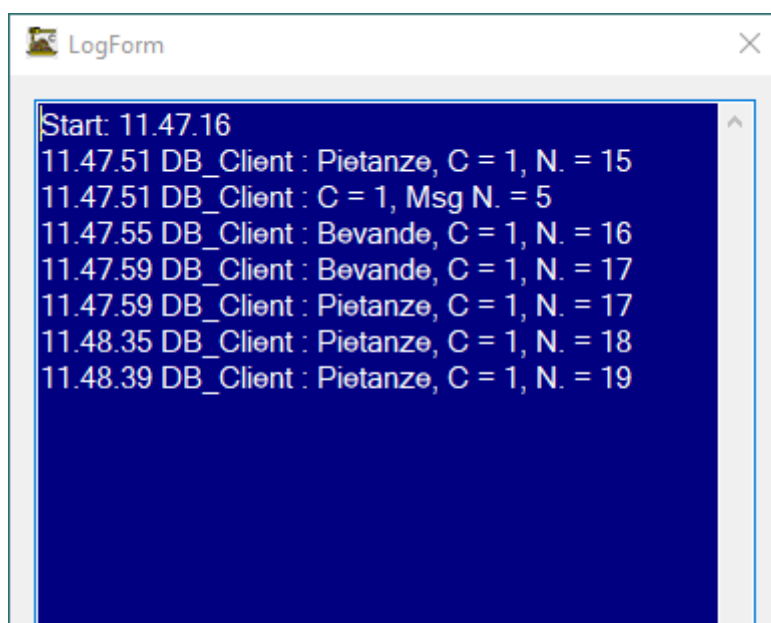 LogForm
Start: 11.47.16
11.47.51 DB_Client : Pietanze, C = 1, N. = 15
11.47.51 DB_Client : C = 1, Msg N. = 5
11.47.55 DB_Client : Bevande, C = 1, N. = 16
11.47.59 DB_Client : Bevande, C = 1, N. = 17
11.47.59 DB_Client : Pietanze, C = 1, N. = 17
11.48.35 DB_Client : Pietanze, C = 1, N. = 18
11.48.39 DB_Client : Pietanze, C = 1, N. = 19